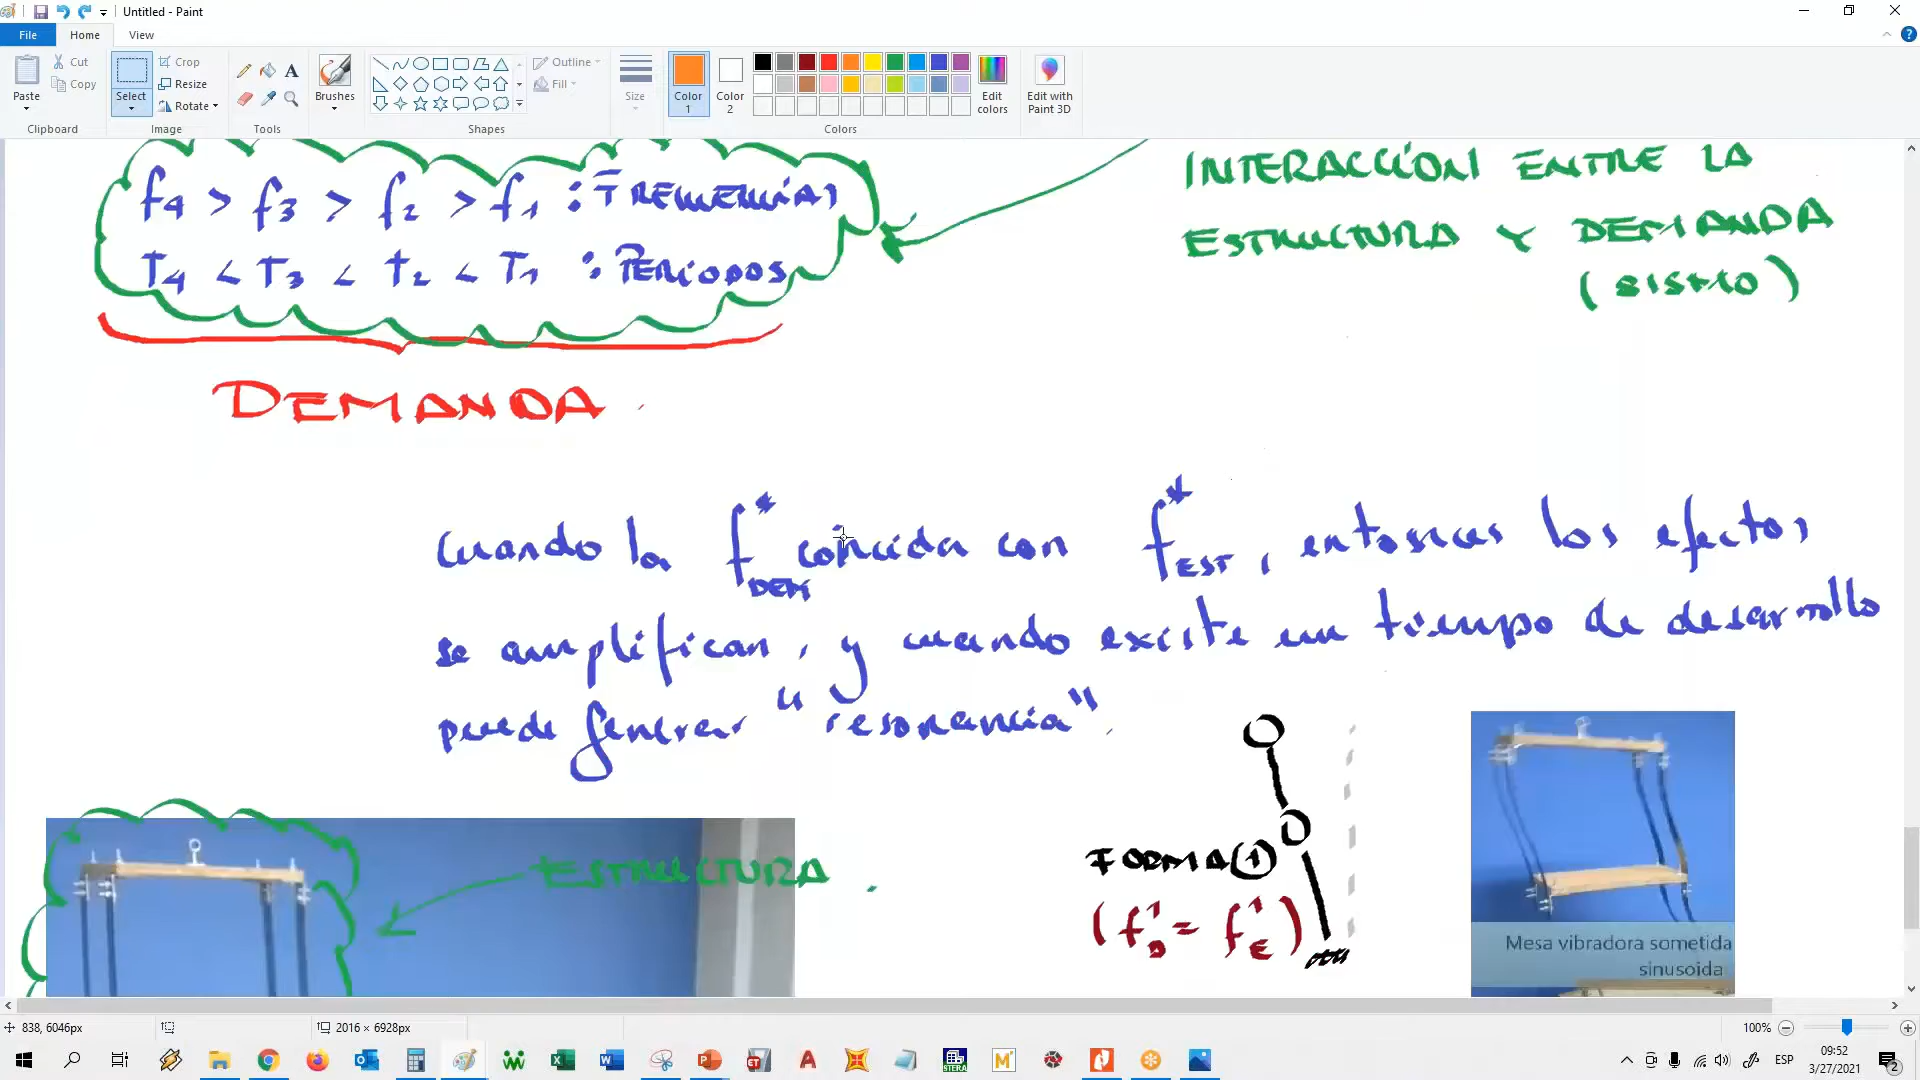 Untitled - Paint
File Home View
Paste Cut Copy
Clipboard
Select Crop Resize Rotate
Image
Tools
Brushes
Shapes
Outline Fill
Size
Color 1 Color 2
Colors
Edit colors
Edit with Paint 3D
f4 > f3 > f2 > f1 : FRECUENCIAS
T4 < T3 < T2 < T1 : PERIODOS
DEMANDA
INTERACCIÓN ENTRE LA
ESTRUCTURA Y DEMANDA
(SISMO)
cuando la f*DEM coincida con f*EST, entonces los efectos
se amplifican, y cuando existe un tiempo de desarrollo
puede generar "resonancia".
ESTRUCTURA
FORMA (1)
(f'D = f'E)
Mesa vibradora sometida
sinusoida
838, 6046px
2016 × 6928px
100%
STERA
ESP
09:52
3/27/2021
2